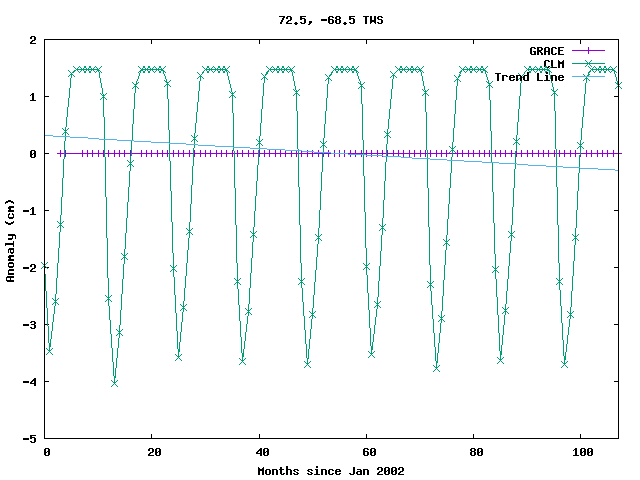 72.5, -68.5 TWS
GRACE
CLM
Trend Line
2
1
0
-1
-2
-3
-4
-5
Anomaly (cm)
0 20 40 60 80 100
Months since Jan 2002